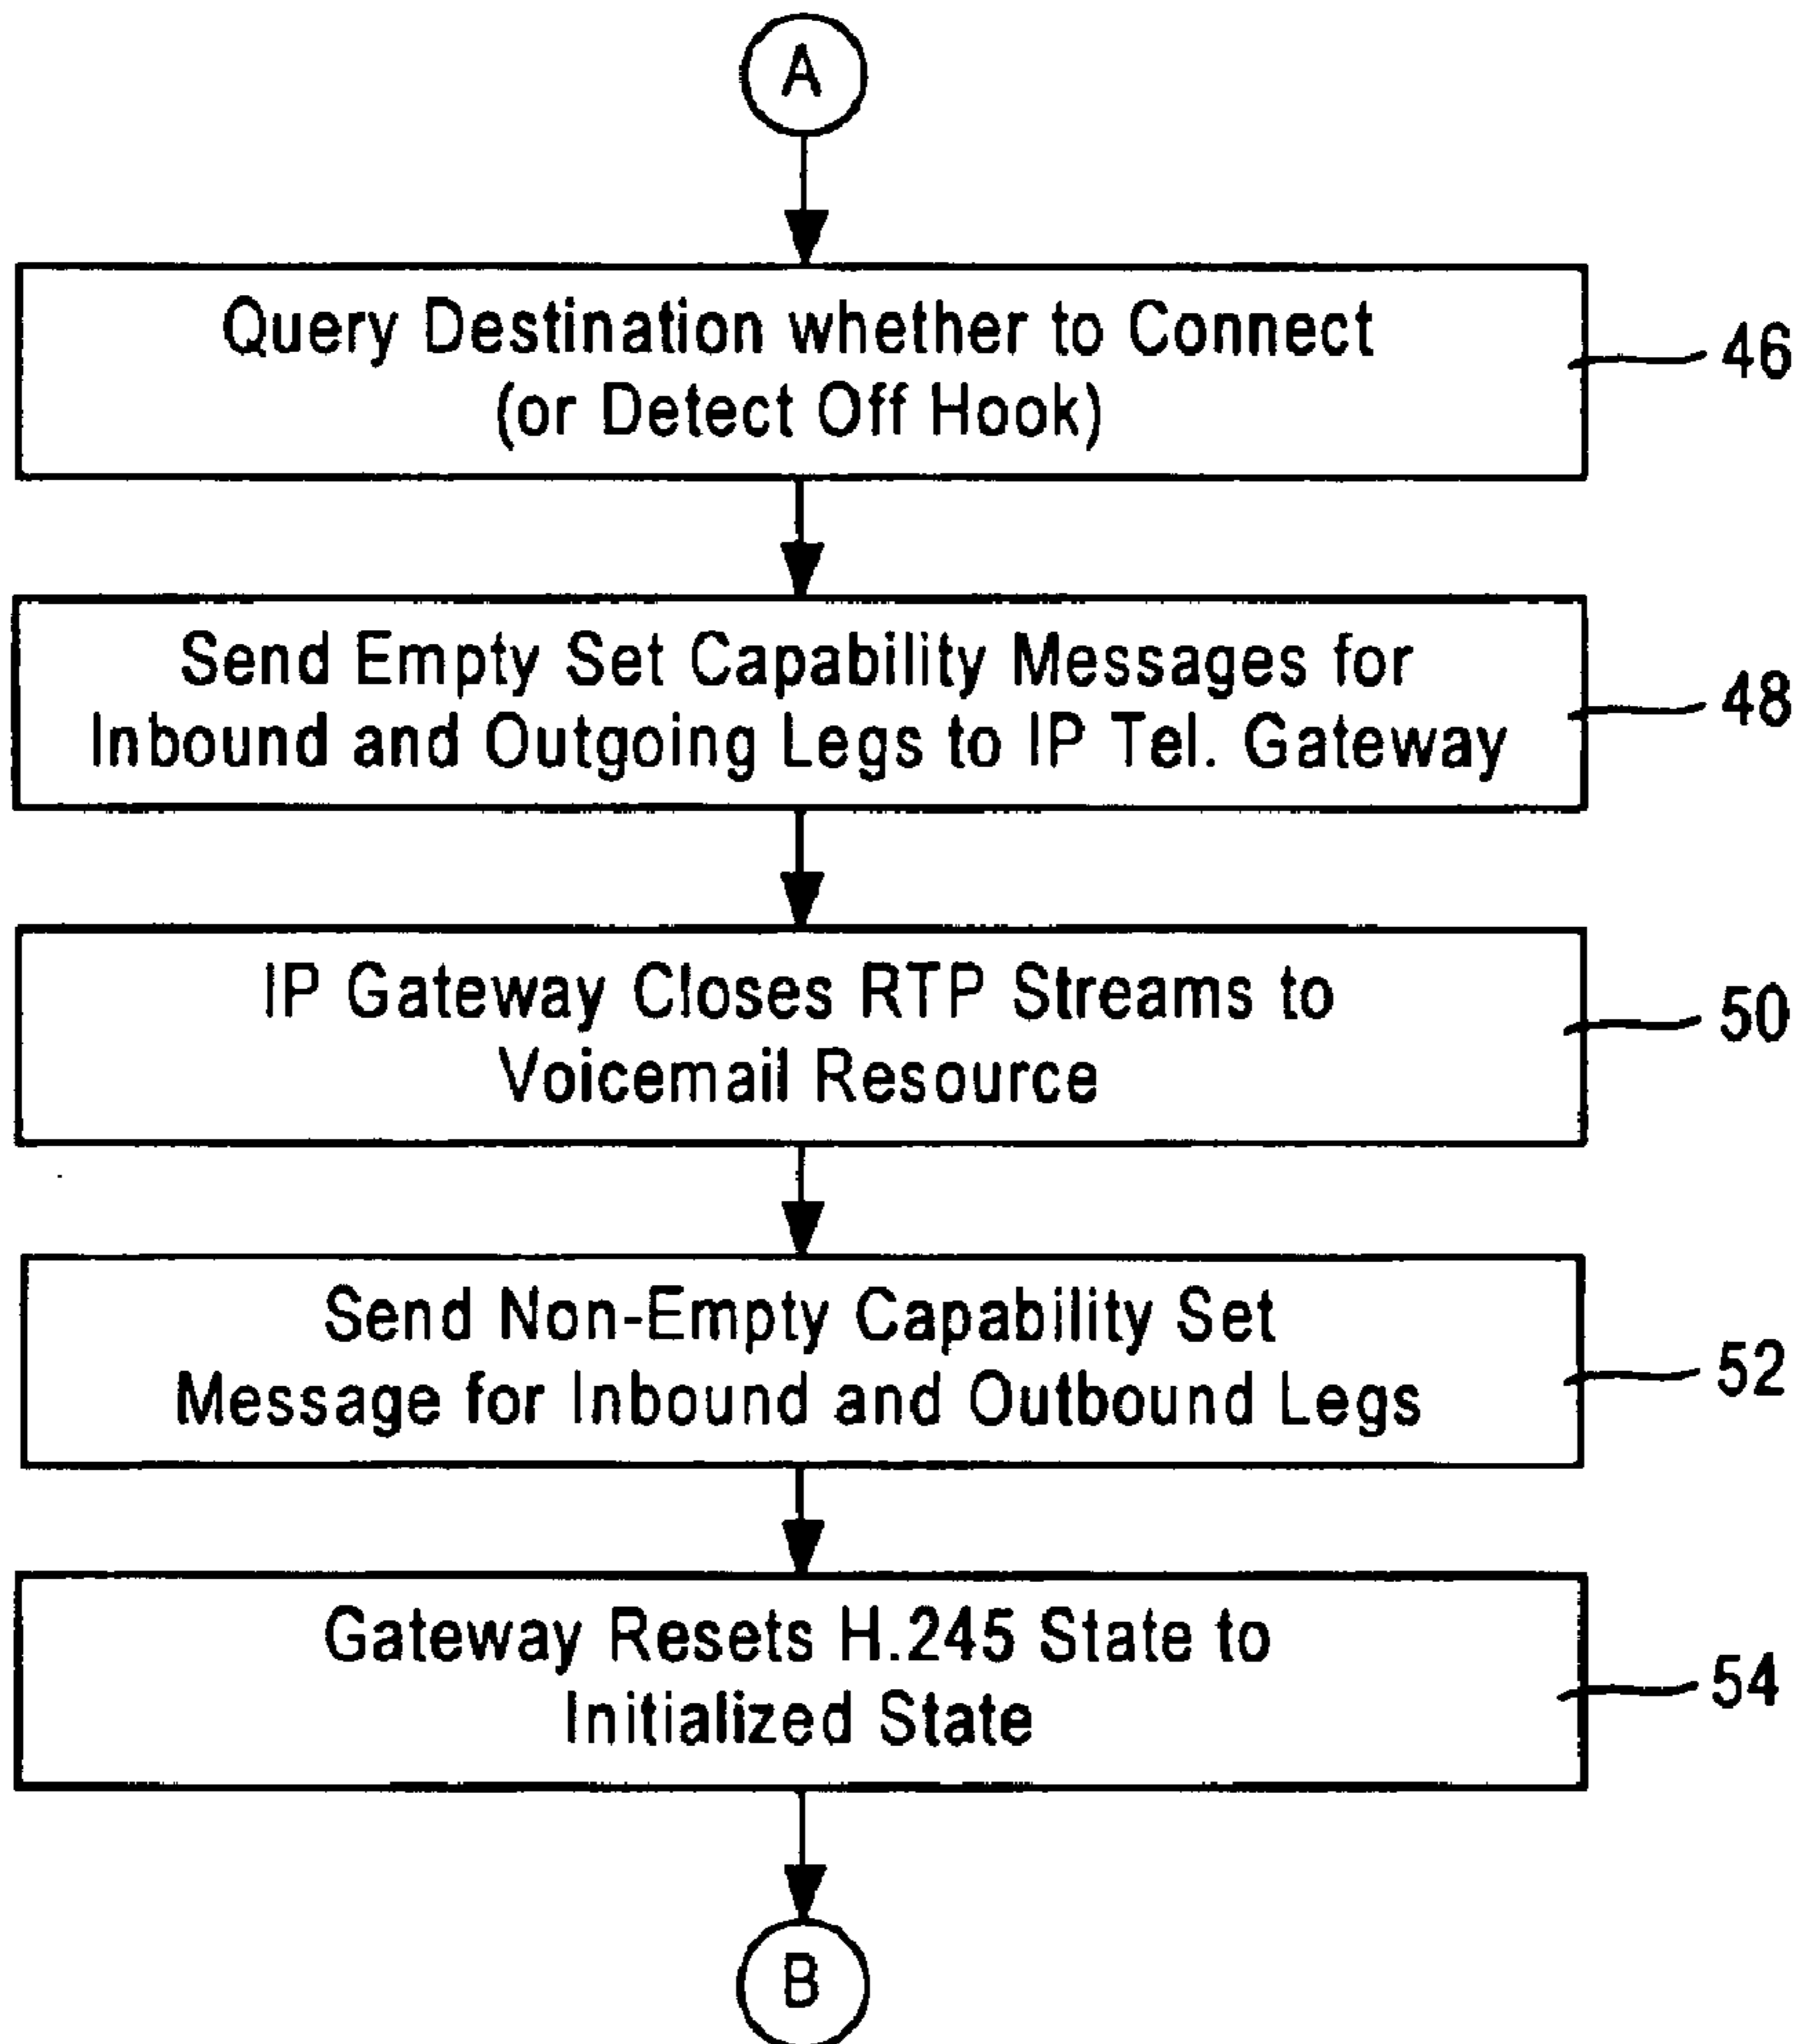 A
Query Destination whether to Connect
(or Detect Off Hook)
46
Send Empty Set Capability Messages for
Inbound and Outgoing Legs to IP Tel. Gateway
48
IP Gateway Closes RTP Streams to
Voicemail Resource
50
Send Non-Empty Capability Set
Message for Inbound and Outbound Legs
52
Gateway Resets H.245 State to
Initialized State
54
B